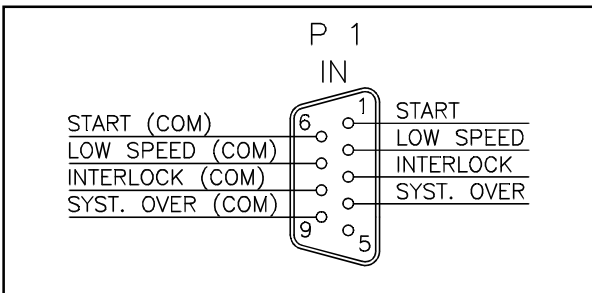 P 1
IN
6
1
START (COM)
START
LOW SPEED (COM)
LOW SPEED
INTERLOCK (COM)
INTERLOCK
SYST. OVER (COM)
SYST. OVER
9
5